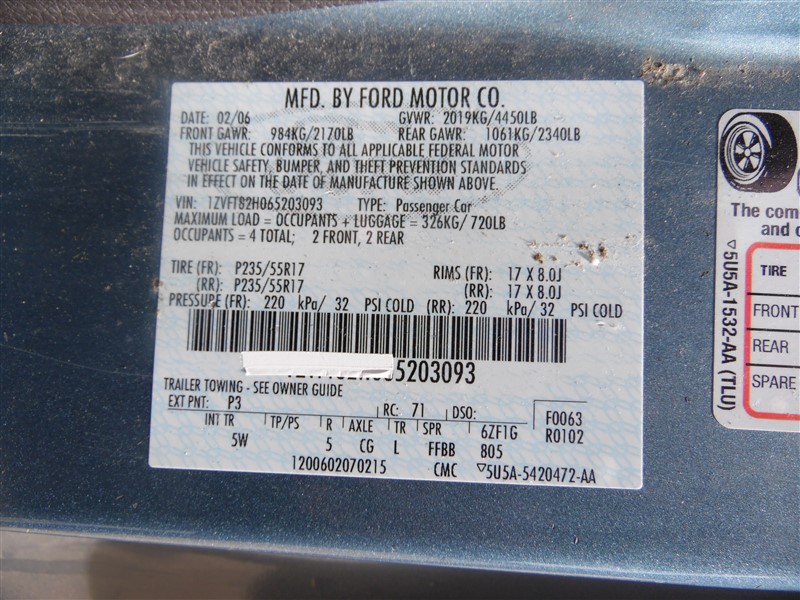 MFD. BY FORD MOTOR CO.
DATE: 02/06 GVWR: 2019KG/4450LB
FRONT GAWR: 984KG/2170LB REAR GAWR: 1061KG/2340LB
THIS VEHICLE CONFORMS TO ALL APPLICABLE FEDERAL MOTOR
VEHICLE SAFETY, BUMPER, AND THEFT PREVENTION STANDARDS
IN EFFECT ON THE DATE OF MANUFACTURE SHOWN ABOVE.
VIN: 1ZVFT82H065203093 TYPE: Passenger Car
MAXIMUM LOAD = OCCUPANTS + LUGGAGE = 326KG/ 720LB
OCCUPANTS = 4 TOTAL; 2 FRONT, 2 REAR
TIRE (FR): P235/55R17 RIMS (FR): 17 X 8.0J
(RR): P235/55R17 (RR): 17 X 8.0J
PRESSURE (FR): 220 kPa/ 32 PSI COLD (RR): 220 kPa/ 32 PSI COLD
5203093
TRAILER TOWING - SEE OWNER GUIDE
EXT PNT: P3 RC: 71 DSO: F0063
INT TR TP/PS R AXLE TR SPR 6ZF1G R0102
5W 5 CG L FFBB 805
1200602070215 CMC ▽5U5A-5420472-AA
▽5U5A-1532-AA (TLU)
The com
and
TIRE
FRONT
REAR
SPARE